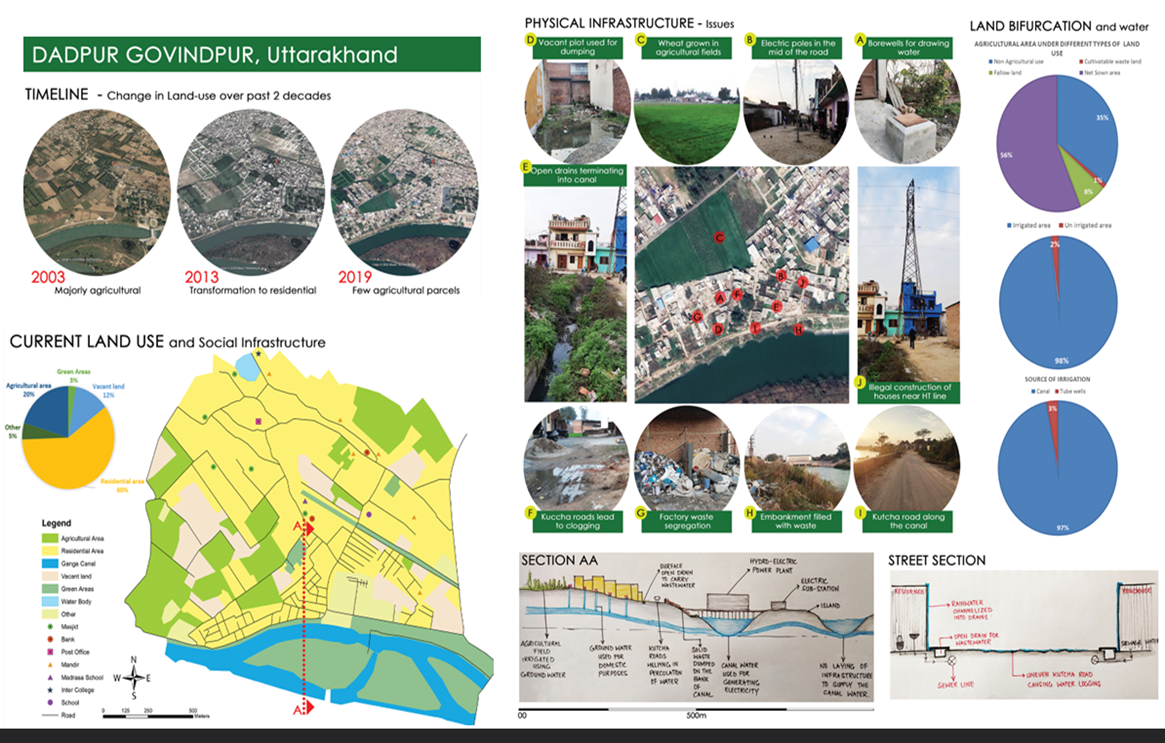 DADPUR GOVINDPUR, Uttarakhand
TIMELINE - Change in Land-use over past 2 decades
2003
Majorly agricultural
2013
Transformation to residential
2019
Few agricultural parcels
CURRENT LAND USE and Social Infrastructure
Green Areas
3%
Agricultural area
20%
Vacant land
12%
Other
5%
Residential area
60%
Legend
Agricultural Area
Residential Area
Ganga Canal
Vacant land
Green Areas
Water Body
Other
Masjid
Bank
Post Office
Mandir
Madrasa School
Inter College
School
Road
N
W
E
S
0 125 250 500
Meters
A
A
PHYSICAL INFRASTRUCTURE - Issues
D Vacant plot used for
dumping
C Wheat grown in
agricultural fields
B Electric poles in the
mid of the road
A Borewells for drawing
water
E Open drains terminating
into canal
C
B
J
A
F
E
G
D
I
H
J
Illegal construction of
houses near HT line
F Kuccha roads lead
to clogging
G Factory waste
segregation
H Embankment filled
with waste
I Kutcha road along
the canal
LAND BIFURCATION and water
AGRICULTURAL AREA UNDER DIFFERENT TYPES OF LAND
USE
Non Agricultural use
Cultivatable waste land
Fallow land
Net Sown area
35%
56%
1%
8%
Irrigated area
Un irrigated area
2%
98%
SOURCE OF IRRIGATION
Canal
Tube wells
3%
97%
SECTION AA
SURFACE
OPEN DRAIN
TO CARRY
WASTEWATER
HYDRO-ELECTRIC
POWER PLANT
ELECTRIC
SUB-STATION
ISLAND
AGRICULTURAL
FIELD
IRRIGATED
USING
GROUND WATER
GROUND WATER
USED FOR
DOMESTIC
PURPOSES
KUTCHA
ROADS
HELPING IN
PERCOLATION
OF WATER
SOLID
WASTE
DUMPED
ON THE
BANK
OF
CANAL
CANAL WATER
USED FOR
GENERATING
ELECTRICITY
NO LAYING OF
INFRASTRUCTURE
TO SUPPLY THE
CANAL WATER
00
500m
STREET SECTION
RESIDENCE
RESIDENCE
RAINWATER
CHANNELIZED
INTO DRAINS
OPEN DRAIN FOR
WASTEWATER
SEWER LINE
UNEVEN KUTCHA ROAD
CAUSING WATER LOGGING